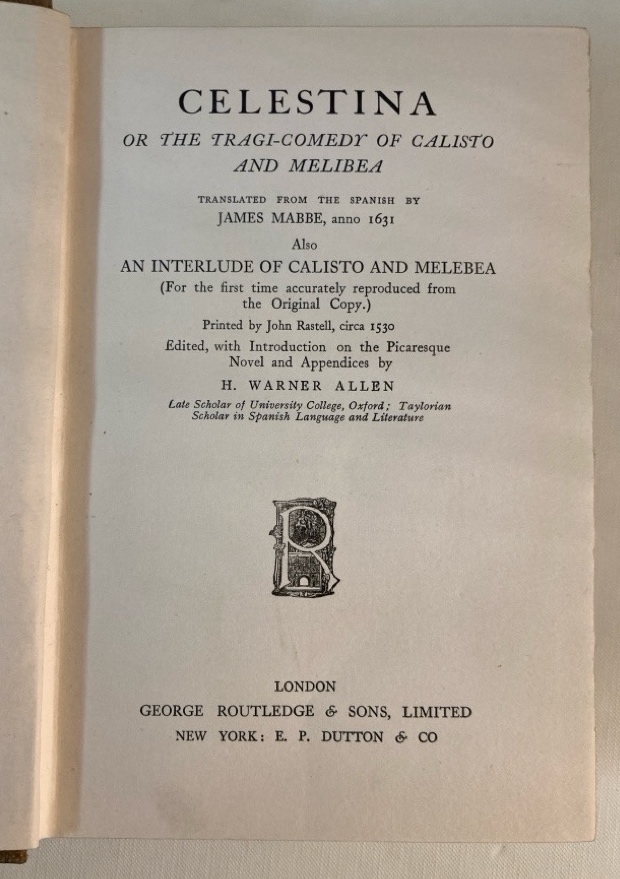 CELESTINA
OR THE TRAGI-COMEDY OF CALISTO
AND MELIBEA
TRANSLATED FROM THE SPANISH BY
JAMES MABBE, anno 1631
Also
AN INTERLUDE OF CALISTO AND MELEBEA
(For the first time accurately reproduced from
the Original Copy.)
Printed by John Rastell, circa 1530
Edited, with Introduction on the Picaresque
Novel and Appendices by
H. WARNER ALLEN
Late Scholar of University College, Oxford; Taylorian
Scholar in Spanish Language and Literature
R
LONDON
GEORGE ROUTLEDGE & SONS, LIMITED
NEW YORK: E. P. DUTTON & CO